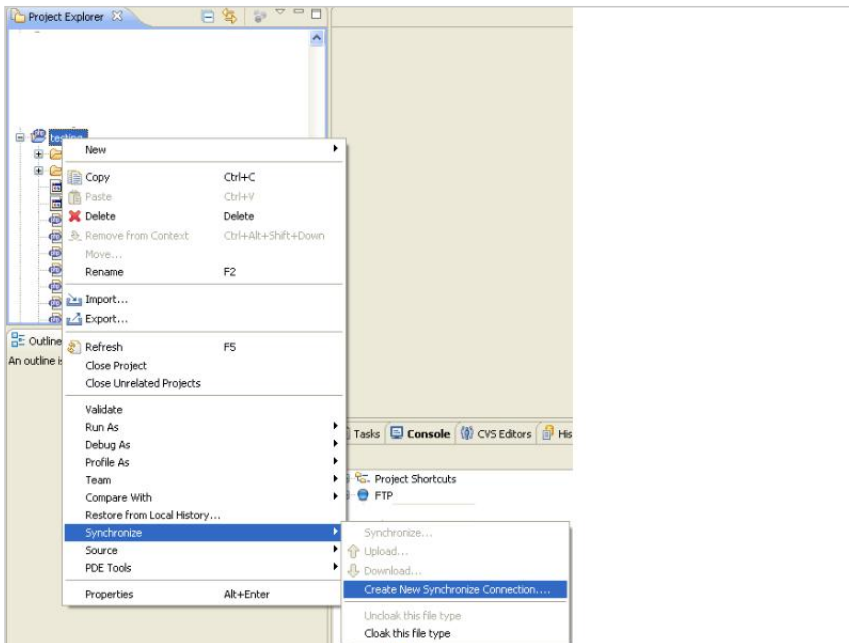 Project Explorer
testing
New
Copy Ctrl+C
Paste Ctrl+V
Delete Delete
Remove from Context Ctrl+Alt+Shift+Down
Move...
Rename F2
Import...
Export...
Refresh F5
Close Project
Close Unrelated Projects
Validate
Run As
Debug As
Profile As
Team
Compare With
Restore from Local History...
Synchronize
Source
PDE Tools
Properties Alt+Enter
Outline
An outline is
Tasks Console CVS Editors His
Project Shortcuts
FTP
Synchronize...
Upload...
Download...
Create New Synchronize Connection....
Uncloak this file type
Cloak this file type